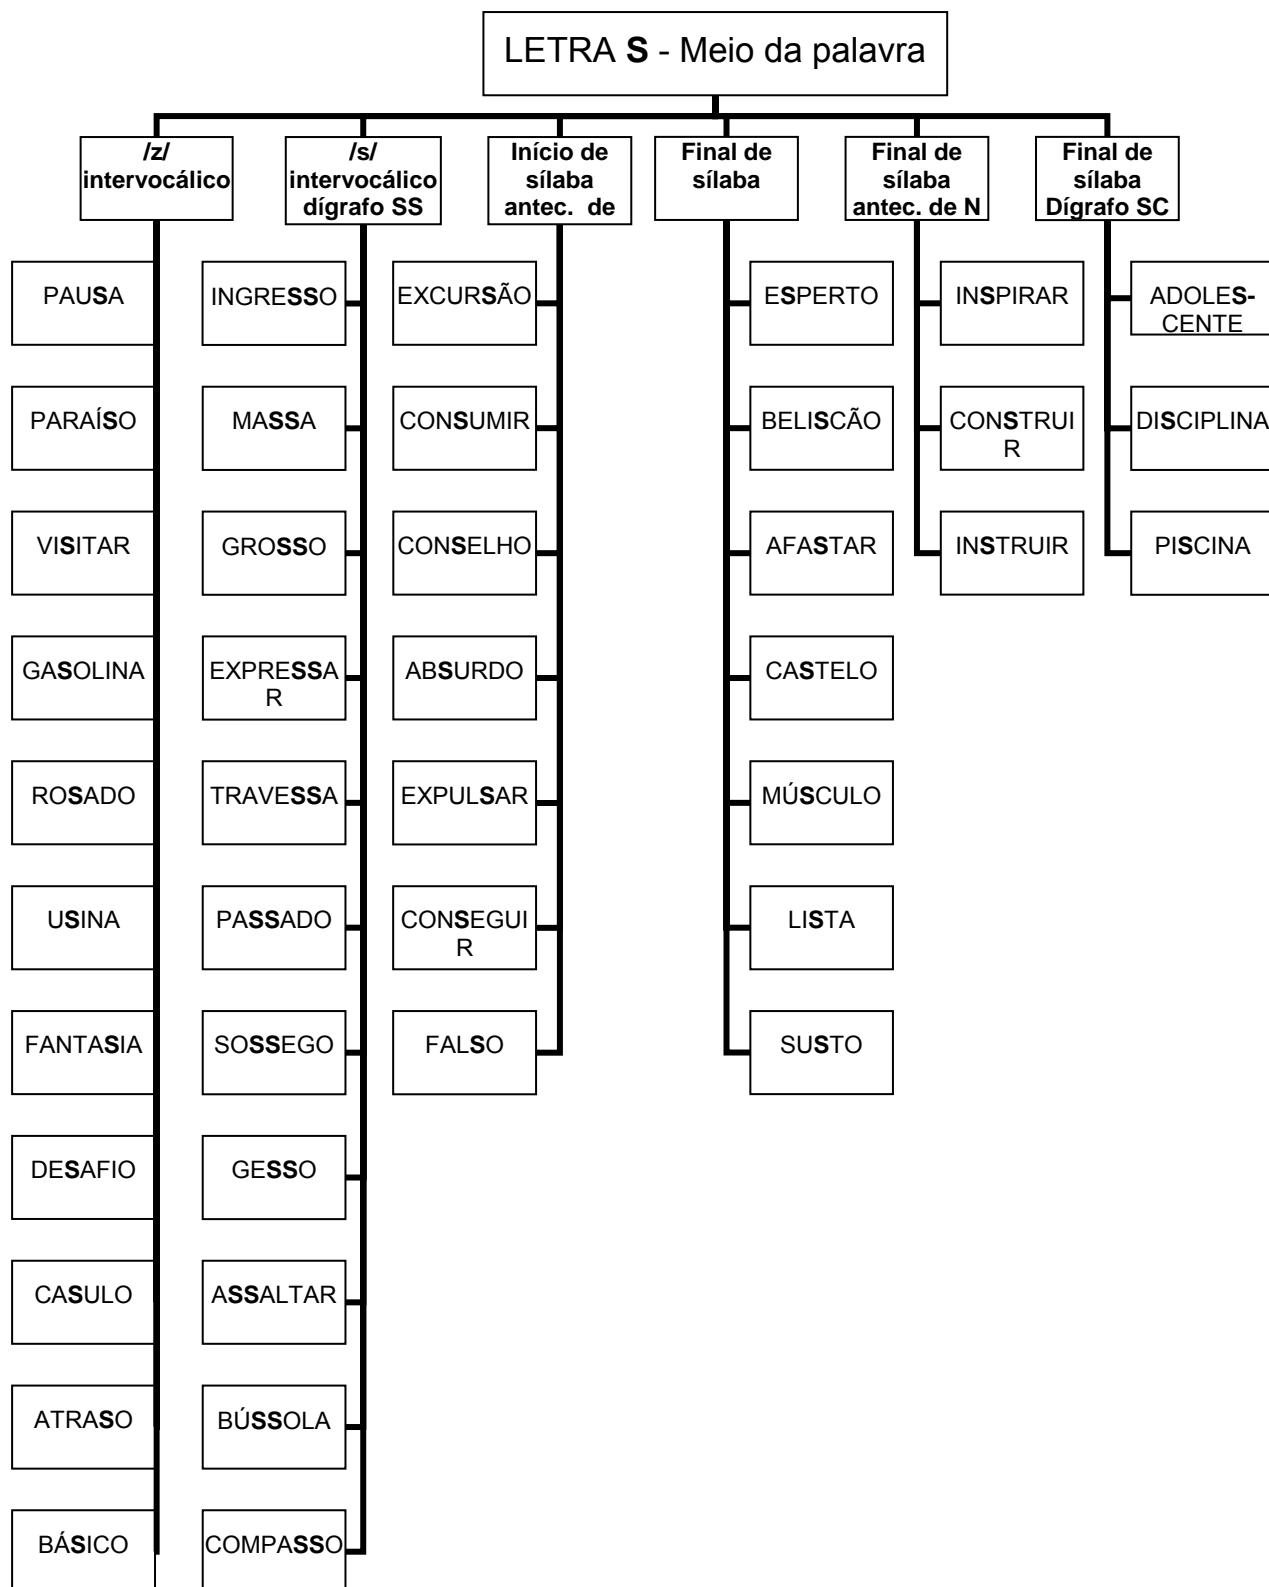 LETRA S - Meio da palavra
/z/
intervocálico
/s/
intervocálico
dígrafo SS
Início de
sílaba
antec. de
Final de
sílaba
Final de
sílaba
antec. de N
Final de
sílaba
Dígrafo SC
PAUSA
PARAÍSO
VISITAR
GASOLINA
ROSADO
USINA
FANTASIA
DESAFIO
CASULO
ATRASO
BÁSICO
INGRESSO
MASSA
GROSSO
EXPRESSA
R
TRAVESSA
PASSADO
SOSSEGO
GESSO
ASSALTAR
BÚSSOLA
COMPASSO
EXCURSÃO
CONSUMIR
CONSELHO
ABSURDO
EXPULSAR
CONSEGUI
R
FALSO
ESPERTO
BELISCÃO
AFASTAR
CASTELO
MÚSCULO
LISTA
SUSTO
INSPIRAR
CONSTRUI
R
INSTRUIR
ADOLES-
CENTE
DISCIPLINA
PISCINA